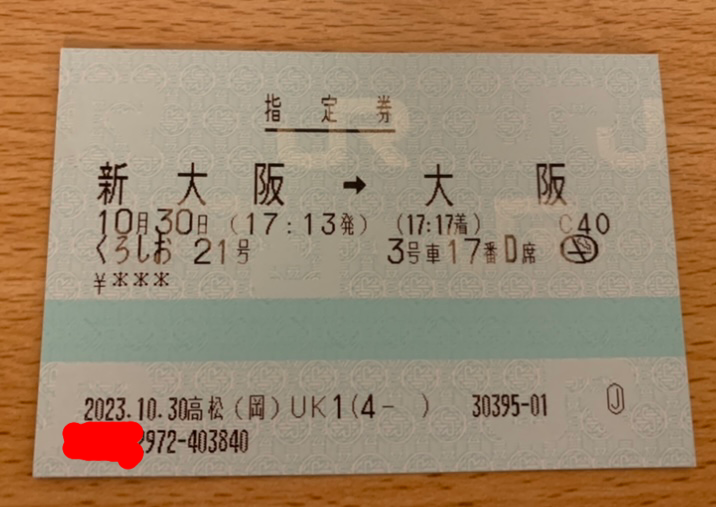 指定券
新大阪 → 大阪
10月30日 (17:13発) (17:17着) C40
くろしお 21号 3号車17番D席
¥***
2023.10.30高松(岡)UK1(4- ) 30395-01 J
972-403840